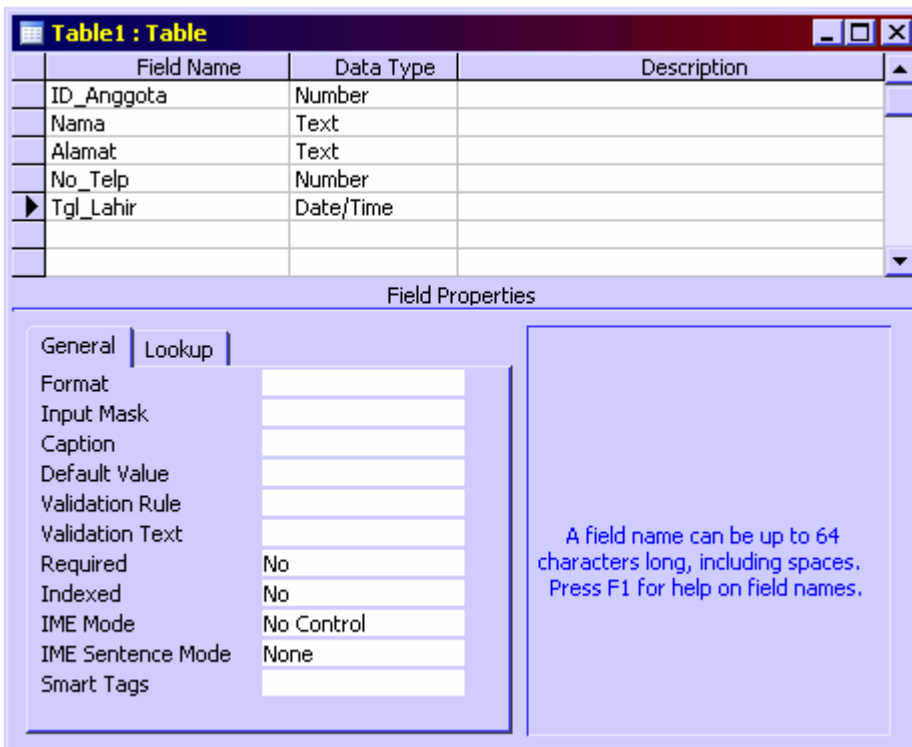 Table1 : Table
Field Name Data Type Description
ID_Anggota Number
Nama Text
Alamat Text
No_Telp Number
Tgl_Lahir Date/Time
Field Properties
General Lookup
Format
Input Mask
Caption
Default Value
Validation Rule
Validation Text
Required No
Indexed No
IME Mode No Control
IME Sentence Mode None
Smart Tags
A field name can be up to 64
characters long, including spaces.
Press F1 for help on field names.